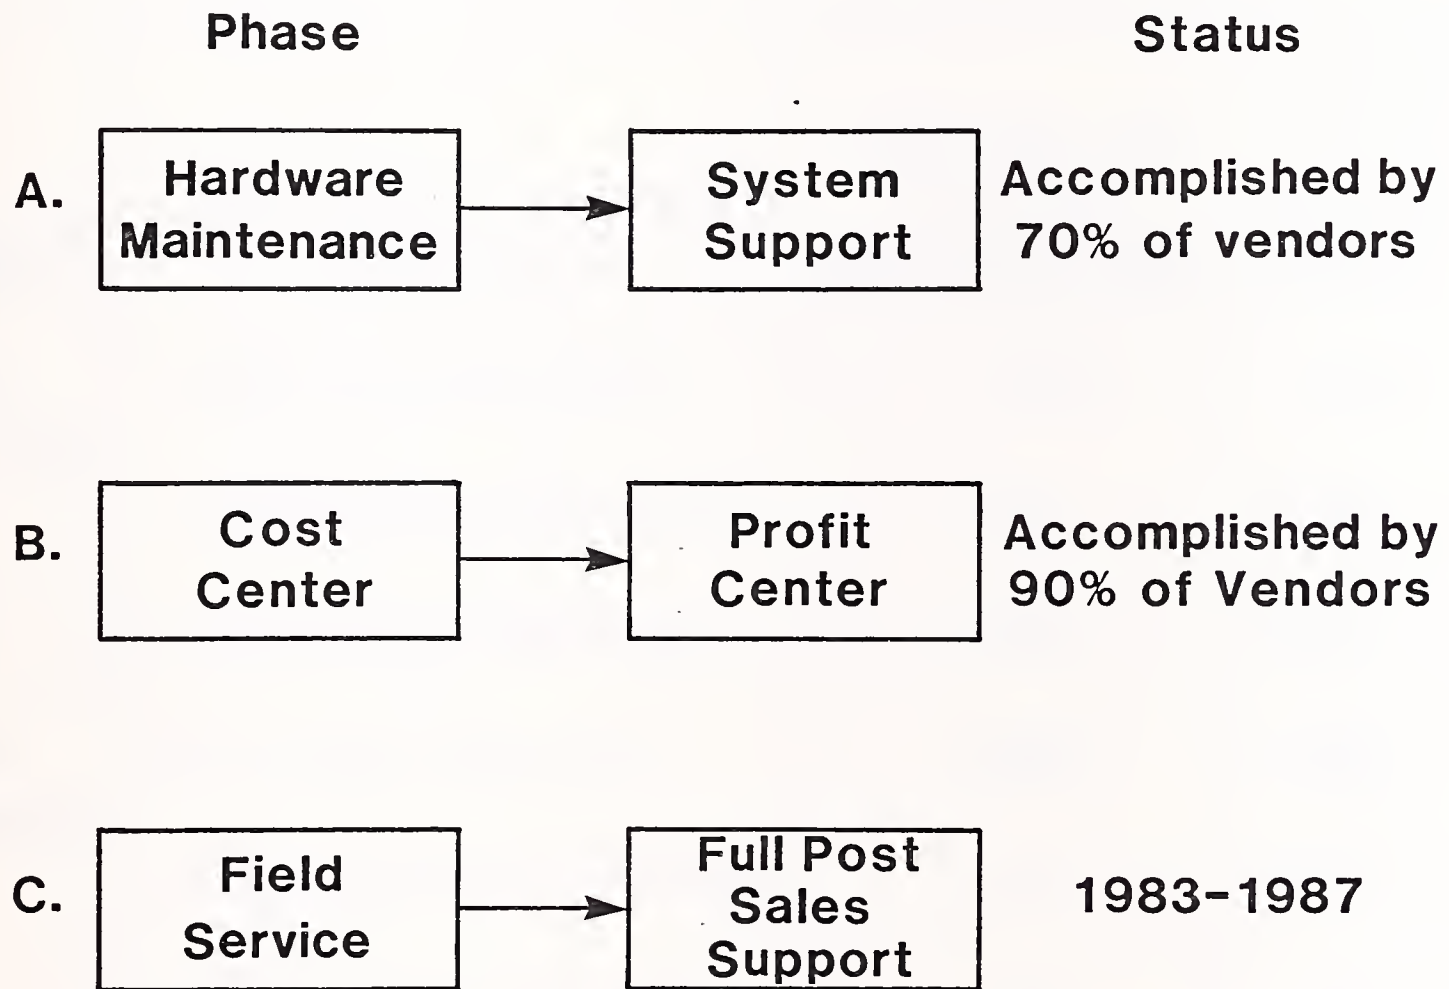 Phase Status
A. Hardware Maintenance System Support Accomplished by 70% of vendors
B. Cost Center Profit Center Accomplished by 90% of Vendors
C. Field Service Full Post Sales Support 1983-1987